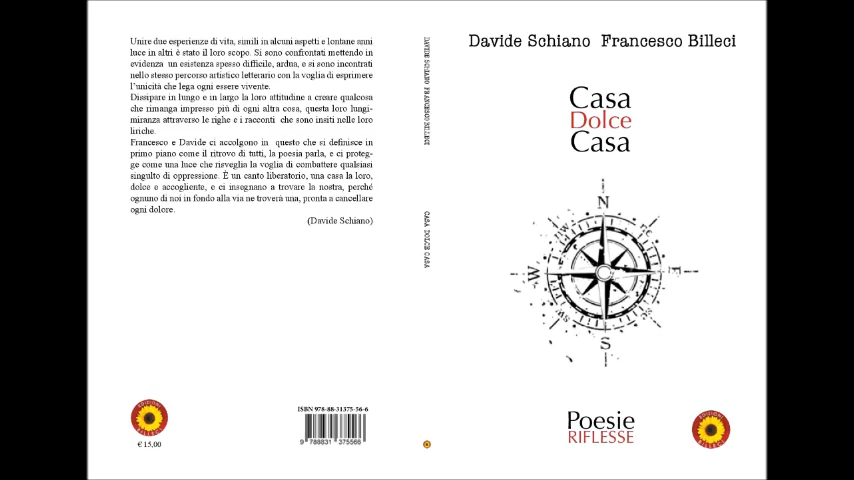 Unire due esperienze di vita, simili in alcuni aspetti e lontane anni
luce in altri è stato il loro scopo. Si sono confrontati mettendo in
evidenza un esistenza spesso difficile, ardua, e si sono incontrati
nello stesso percorso artistico letterario con la voglia di esprimere
l'unicità che lega ogni essere vivente.
Dissipare in lungo e in largo la loro attitudine a creare qualcosa
che rimanga impresso più di ogni altra cosa, questa loro lungi-
miranza attraverso le righe e i racconti che sono insiti nelle loro
liriche.
Francesco e Davide ci accolgono in questo che si definisce in
primo piano come il ritrovo di tutti, la poesia parla, e ci proteg-
ge come una luce che risveglia la voglia di combattere qualsiasi
singulto di oppressione. È un canto liberatorio, una casa la loro,
dolce e accogliente, e ci insegnano a trovare la nostra, perché
ognuno di noi in fondo alla via ne troverà una, pronta a cancellare
ogni dolore.
(Davide Schiano)
EDIZIONI
BILLECI
€ 15,00
ISBN 978-88-31375-56-6
9 788831 375566
DAVIDE SCHIANO FRANCESCO BILLECI
CASA DOLCE CASA
Davide Schiano Francesco Billeci
Casa
Dolce
Casa
N
NW
W
E
SW
S
Poesie
RIFLESSE
EDIZIONI
BILLECI